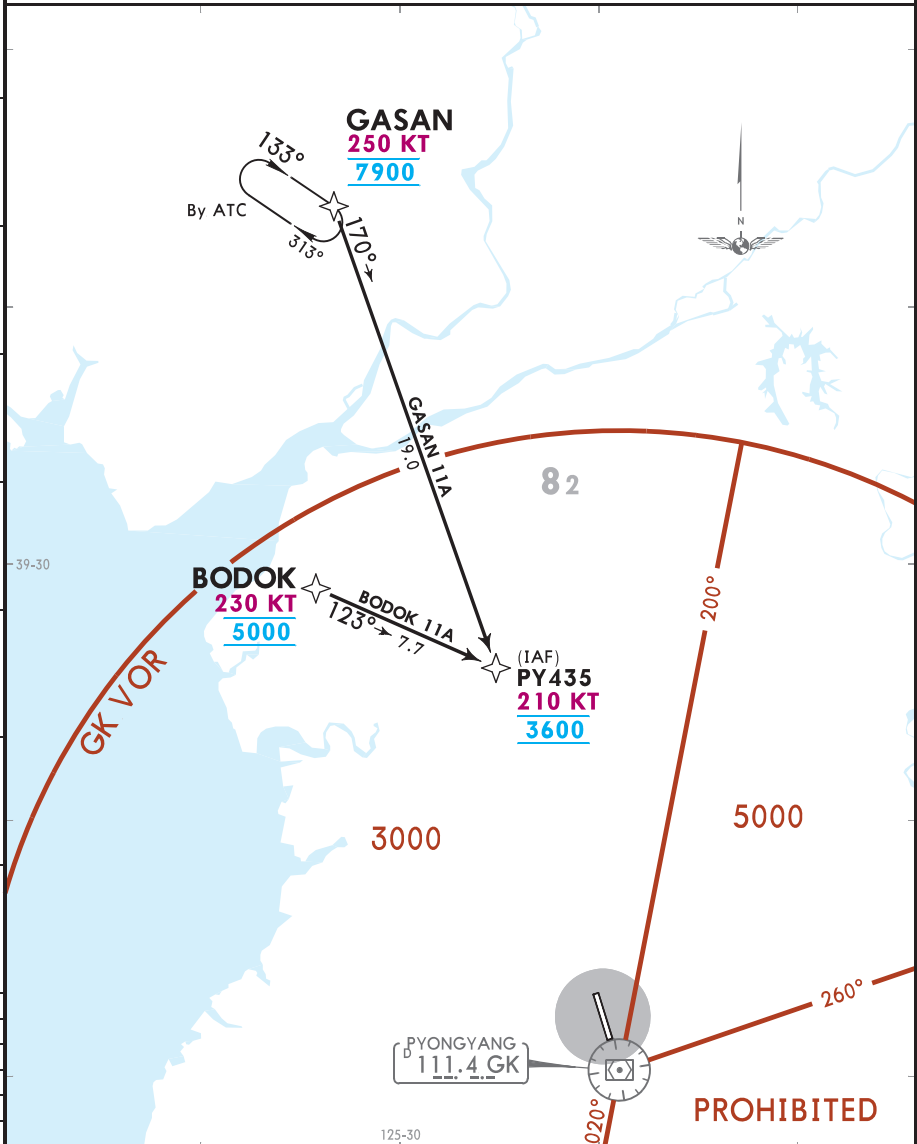 GASAN
250 KT
7900
133°
By ATC
313°
170°
N
GASAN 11A
19.0
82
39-30
BODOK
230 KT
5000
BODOK 11A
123°
7.7
(IAF)
PY435
210 KT
3600
200°
GK VOR
3000
5000
260°
PYONGYANG
D 111.4 GK
PROHIBITED
020°
125-30